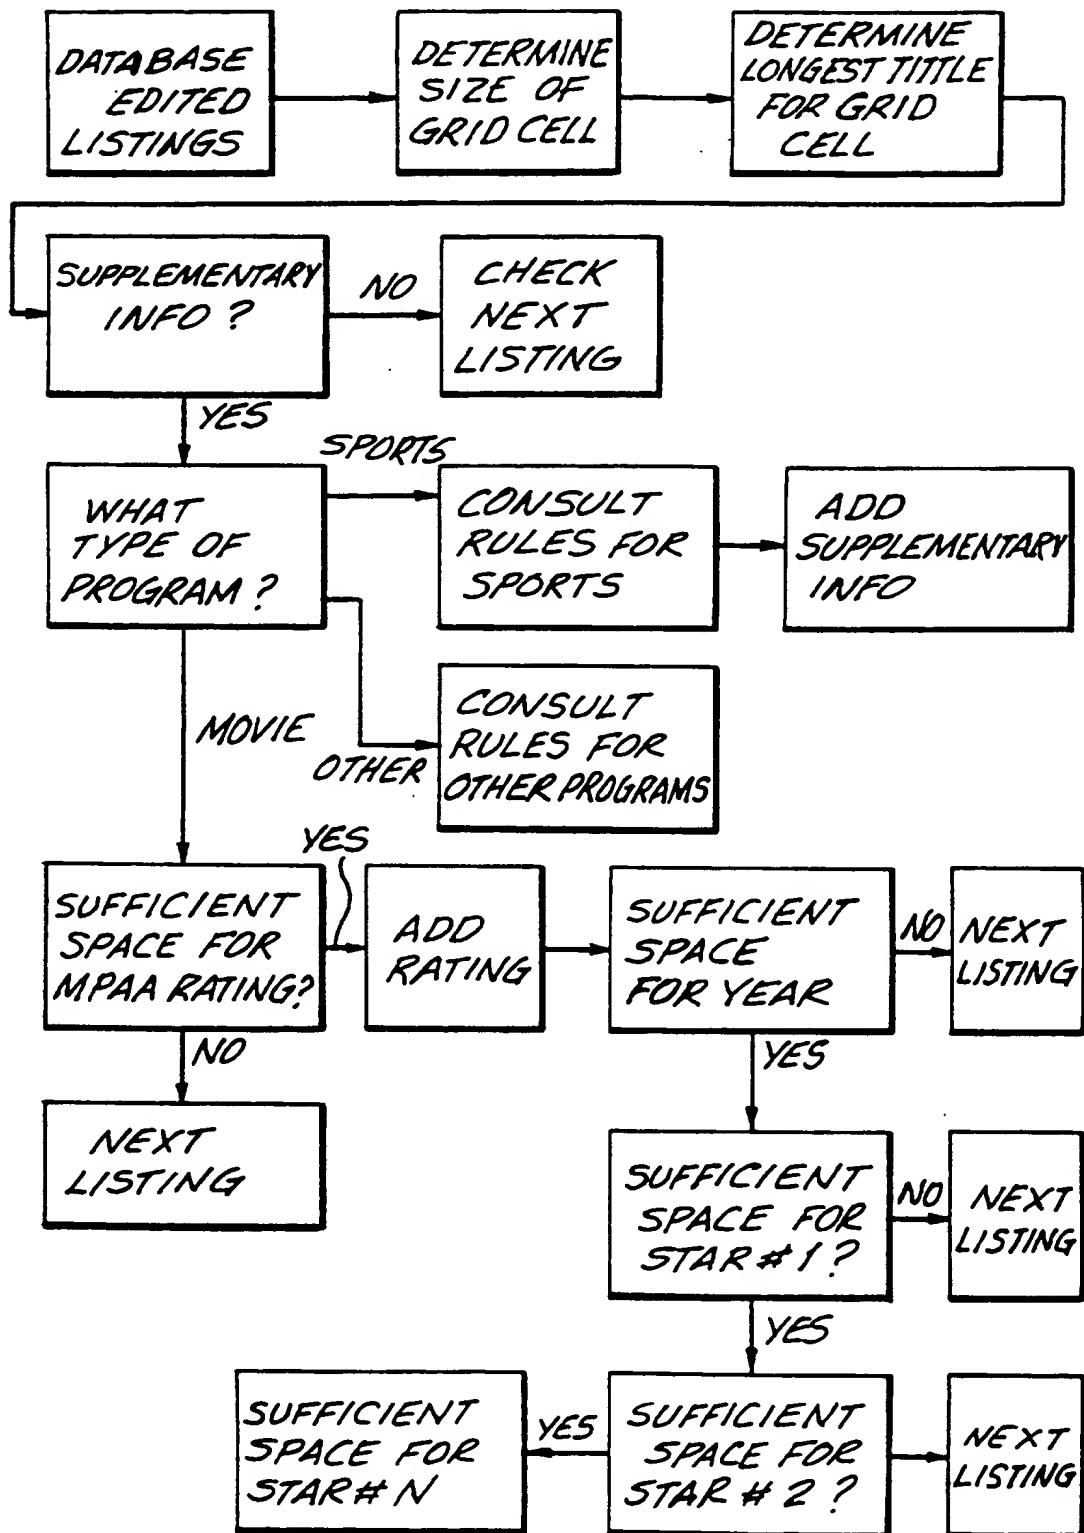 DATABASE
EDITED
LISTINGS
DETERMINE
SIZE OF
GRID CELL
DETERMINE
LONGEST TITTLE
FOR GRID
CELL
SUPPLEMENTARY
INFO ?
NO
CHECK
NEXT
LISTING
YES
WHAT
TYPE OF
PROGRAM ?
SPORTS
CONSULT
RULES FOR
SPORTS
ADD
SUPPLEMENTARY
INFO
OTHER
CONSULT
RULES FOR
OTHER PROGRAMS
MOVIE
SUFFICIENT
SPACE FOR
MPAA RATING?
YES
ADD
RATING
SUFFICIENT
SPACE
FOR YEAR
NO
NEXT
LISTING
NO
NEXT
LISTING
YES
SUFFICIENT
SPACE FOR
STAR # 1 ?
NO
NEXT
LISTING
YES
SUFFICIENT
SPACE FOR
STAR # 2 ?
NEXT
LISTING
YES
SUFFICIENT
SPACE FOR
STAR # N